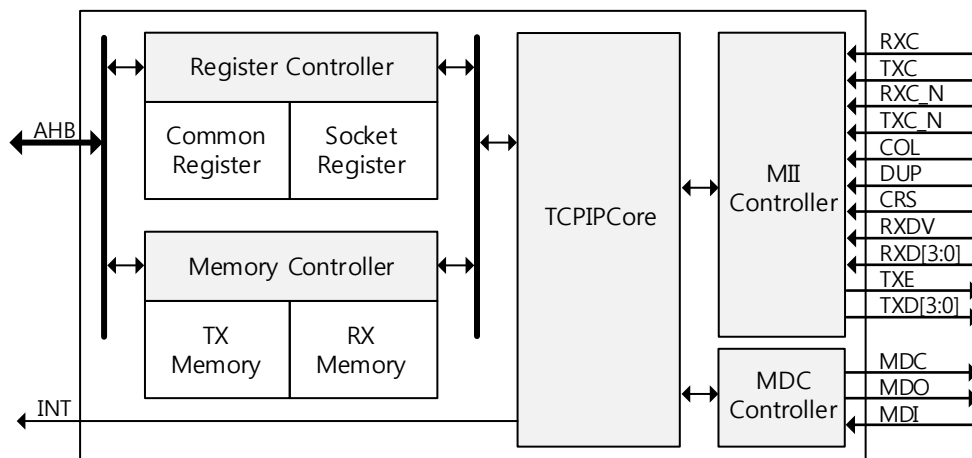 AHB
INT
Register Controller
Common
Register
Socket
Register
Memory Controller
TX
Memory
RX
Memory
TCPIPCore
MII
Controller
MDC
Controller
RXC
TXC
RXC_N
TXC_N
COL
DUP
CRS
RXDV
RXD[3:0]
TXE
TXD[3:0]
MDC
MDO
MDI